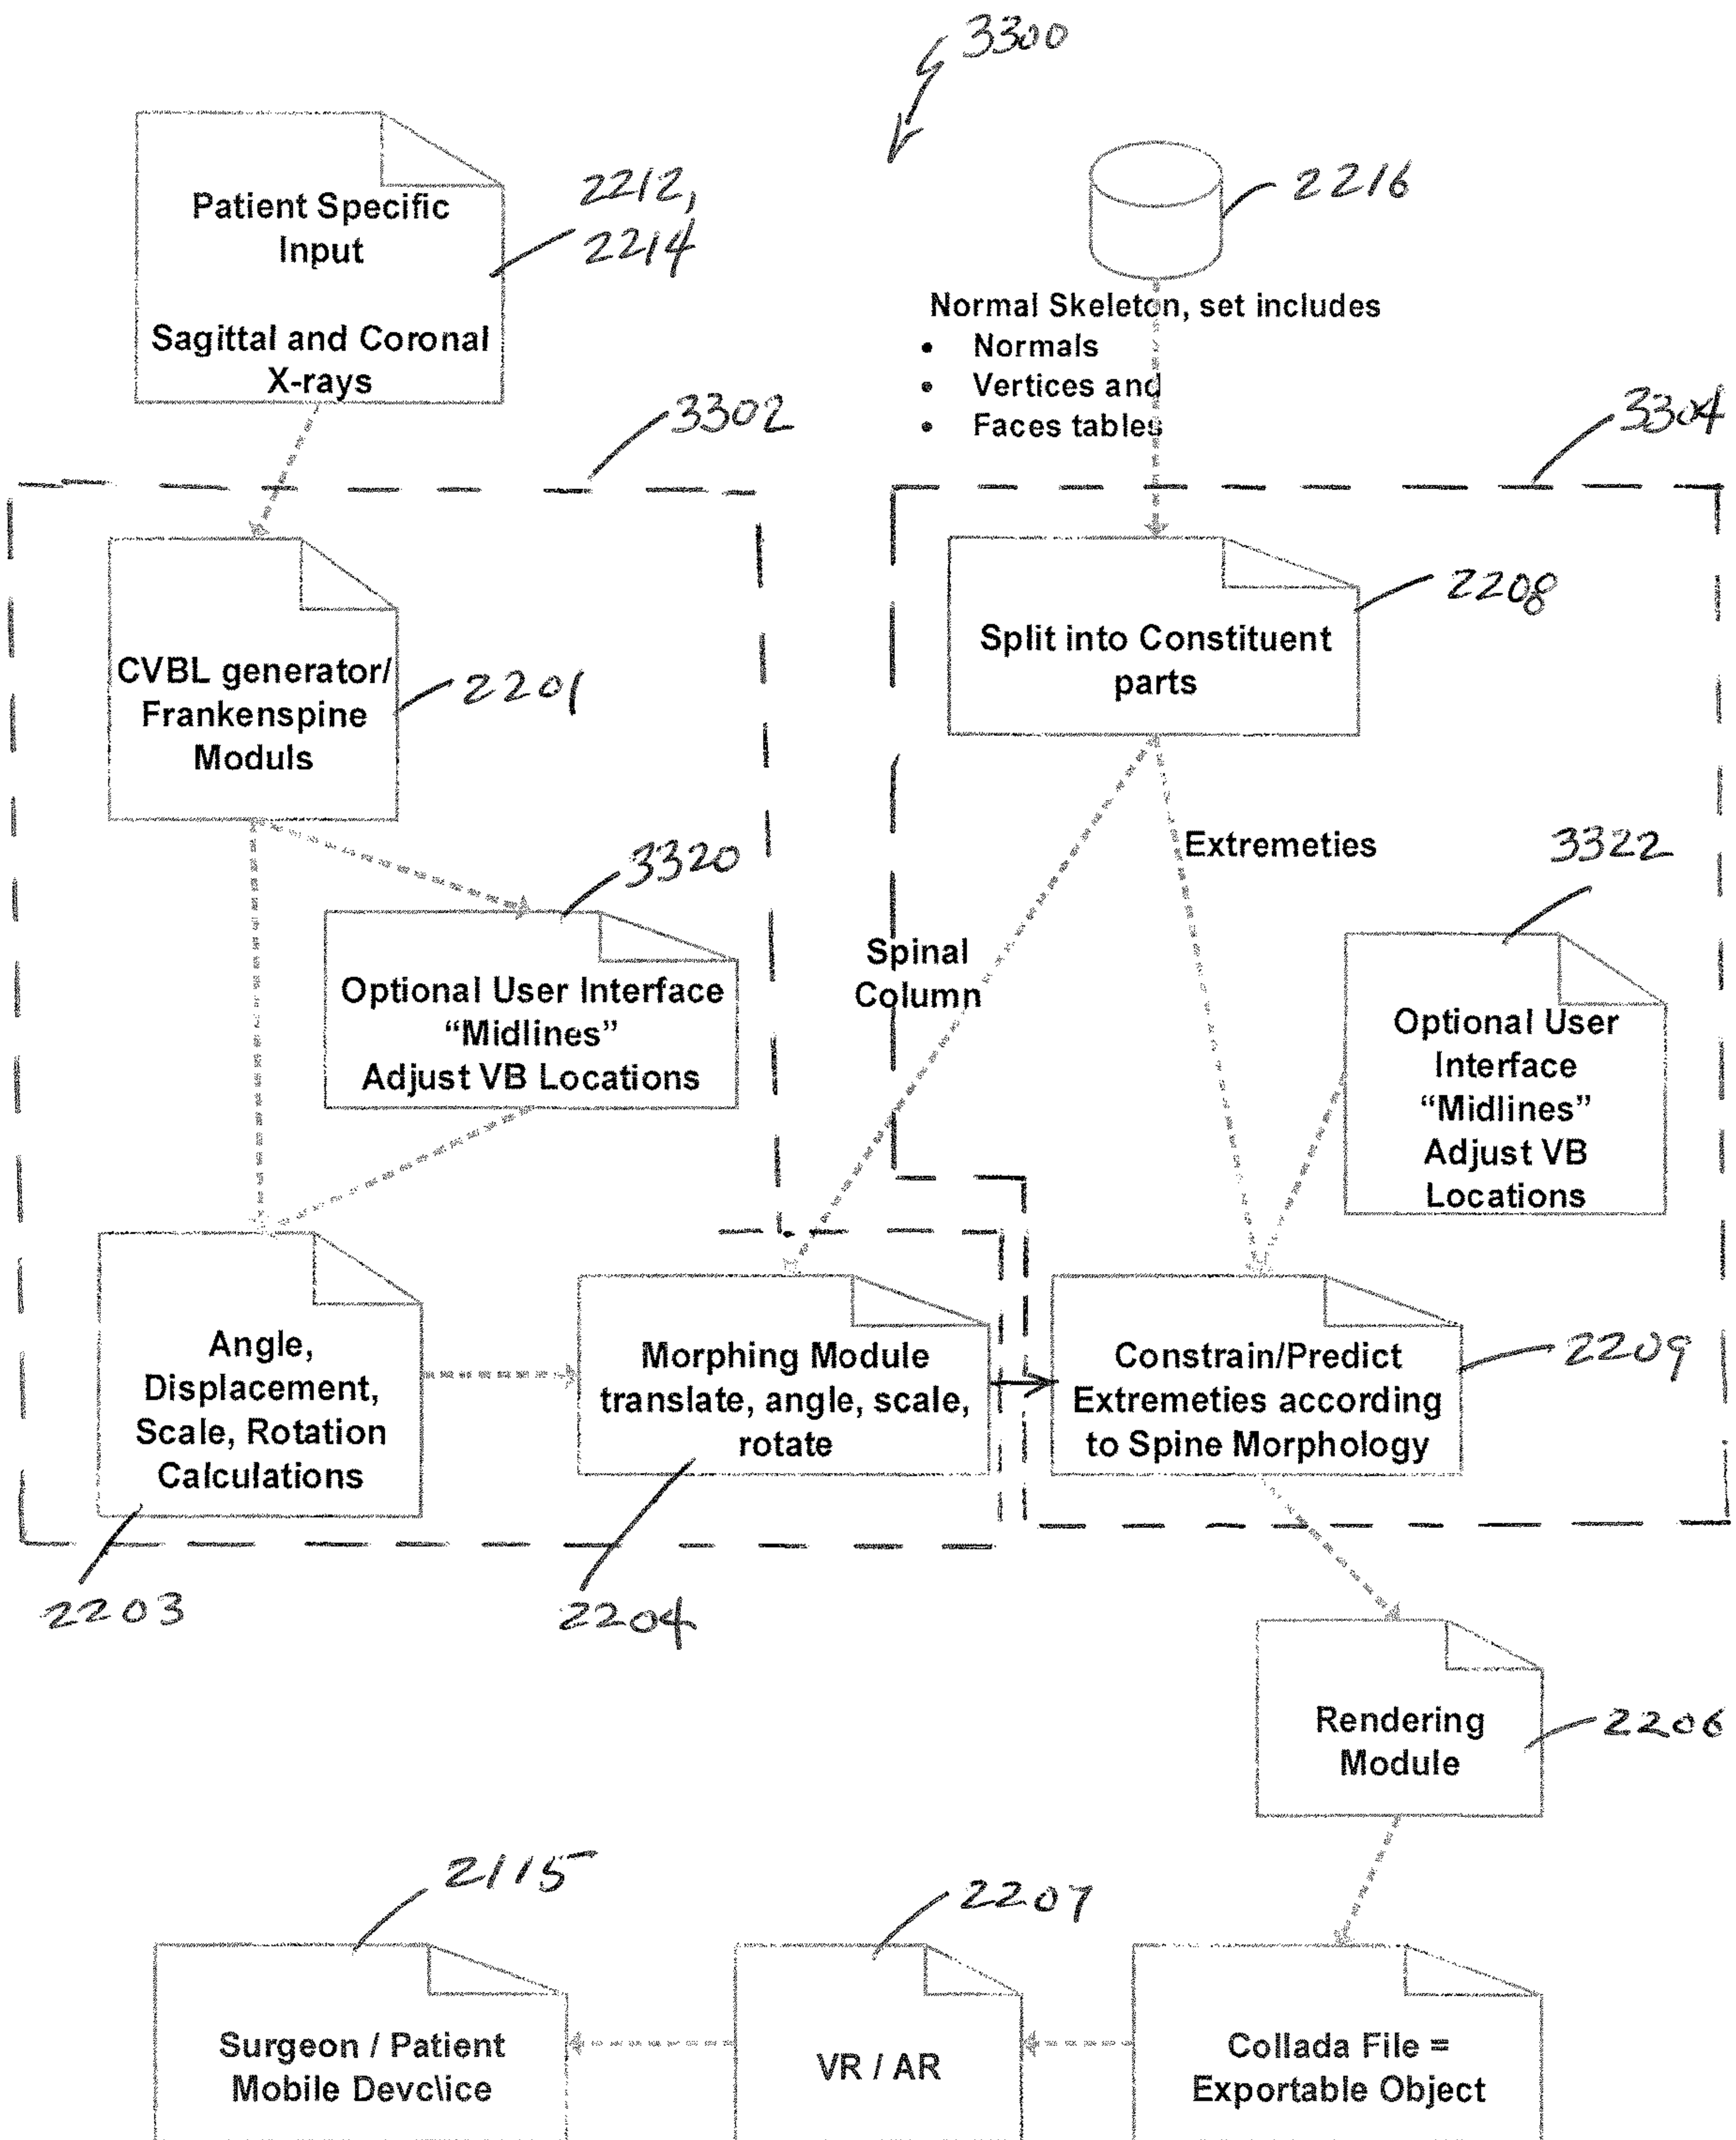 3300
Patient Specific
Input
Sagittal and Coronal
X-rays
2212,
2214
2216
Normal Skeleton, set includes
• Normals
• Vertices and
• Faces tables
3302
3304
CVBL generator/
Frankenspine
Moduls
2201
Split into Constituent
parts
2208
3320
Optional User Interface
“Midlines”
Adjust VB Locations
Spinal
Column
Extremeties
3322
Optional User
Interface
“Midlines”
Adjust VB
Locations
Angle,
Displacement,
Scale, Rotation
Calculations
2203
Morphing Module
translate, angle, scale,
rotate
2204
Constrain/Predict
Extremeties according
to Spine Morphology
2209
Rendering
Module
2206
2115
Surgeon / Patient
Mobile Devc\ice
2207
VR / AR
Collada File =
Exportable Object